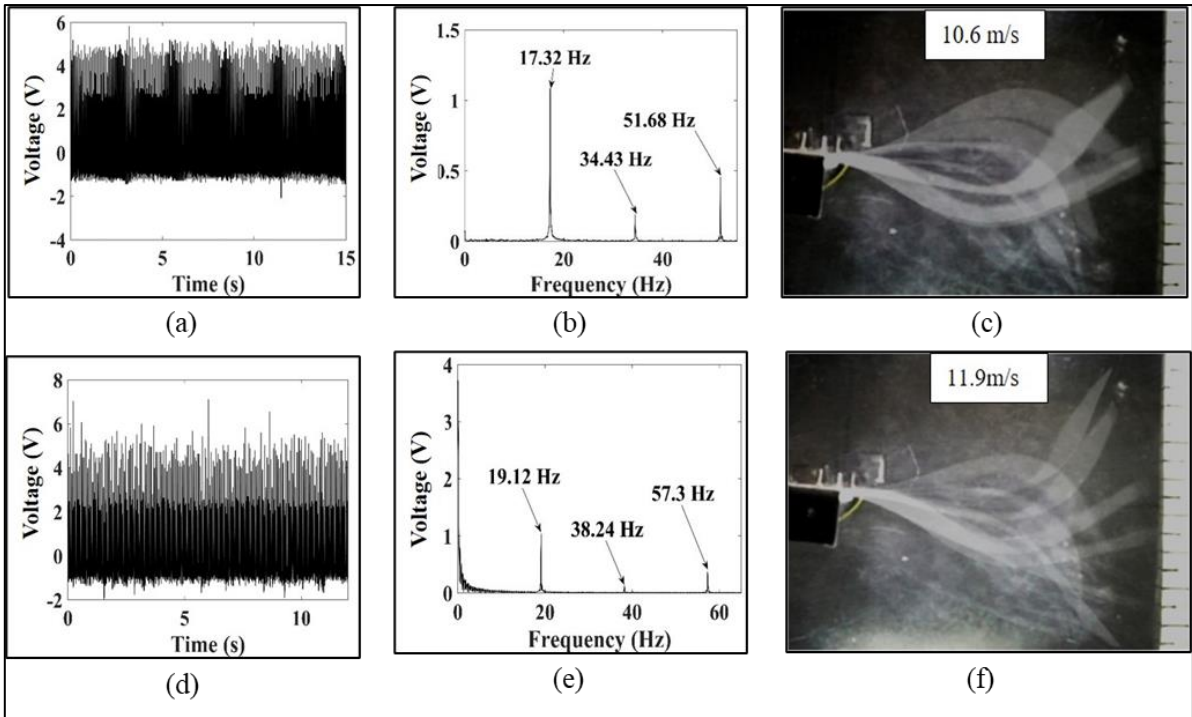 6
4
2
0
-2
-4
Voltage (V)
0 5 10 15
Time (s)
(a)
1.5
1
0.5
0
Voltage (V)
17.32 Hz
34.43 Hz
51.68 Hz
0 20 40
Frequency (Hz)
(b)
10.6 m/s
(c)
8
6
4
2
0
-2
Voltage (V)
0 5 10
Time (s)
(d)
4
3
2
1
0
Voltage (V)
19.12 Hz
38.24 Hz
57.3 Hz
0 20 40 60
Frequency (Hz)
(e)
11.9m/s
(f)